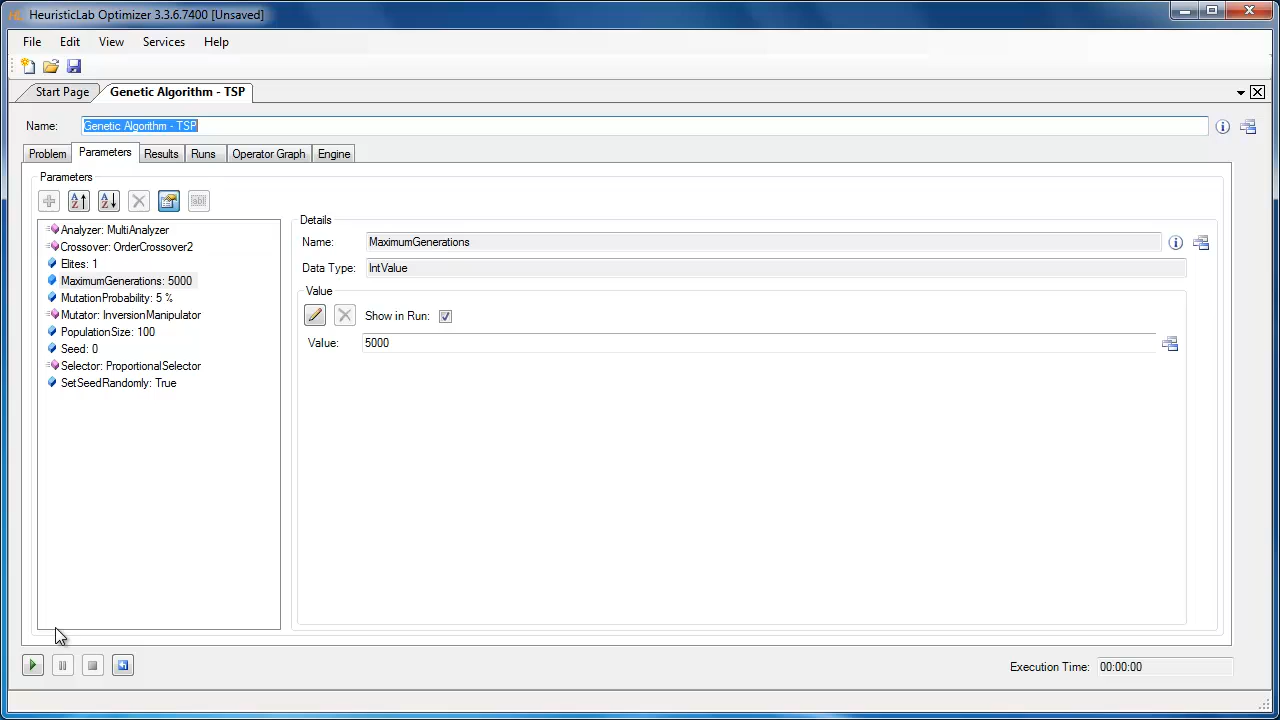 HeuristicLab Optimizer 3.3.6.7400 [Unsaved]
File Edit View Services Help
Start Page Genetic Algorithm - TSP
Name: Genetic Algorithm - TSP
Problem Parameters Results Runs Operator Graph Engine
Parameters
Analyzer: MultiAnalyzer
Crossover: OrderCrossover2
Elites: 1
MaximumGenerations: 5000
MutationProbability: 5 %
Mutator: InversionManipulator
PopulationSize: 100
Seed: 0
Selector: ProportionalSelector
SetSeedRandomly: True
Details
Name: MaximumGenerations
Data Type: IntValue
Value
Show in Run:
Value: 5000
Execution Time: 00:00:00